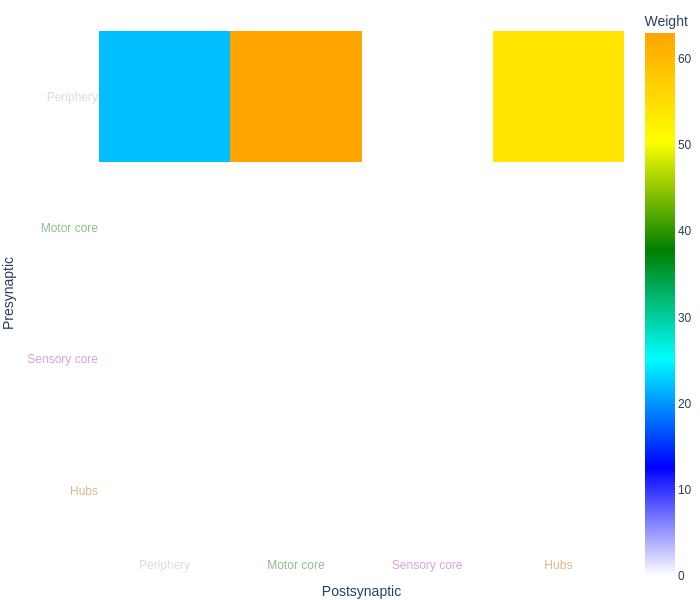 Weight
60
50
40
30
20
10
0
Periphery
Motor core
Sensory core
Hubs
Presynaptic
Periphery
Motor core
Sensory core
Hubs
Postsynaptic